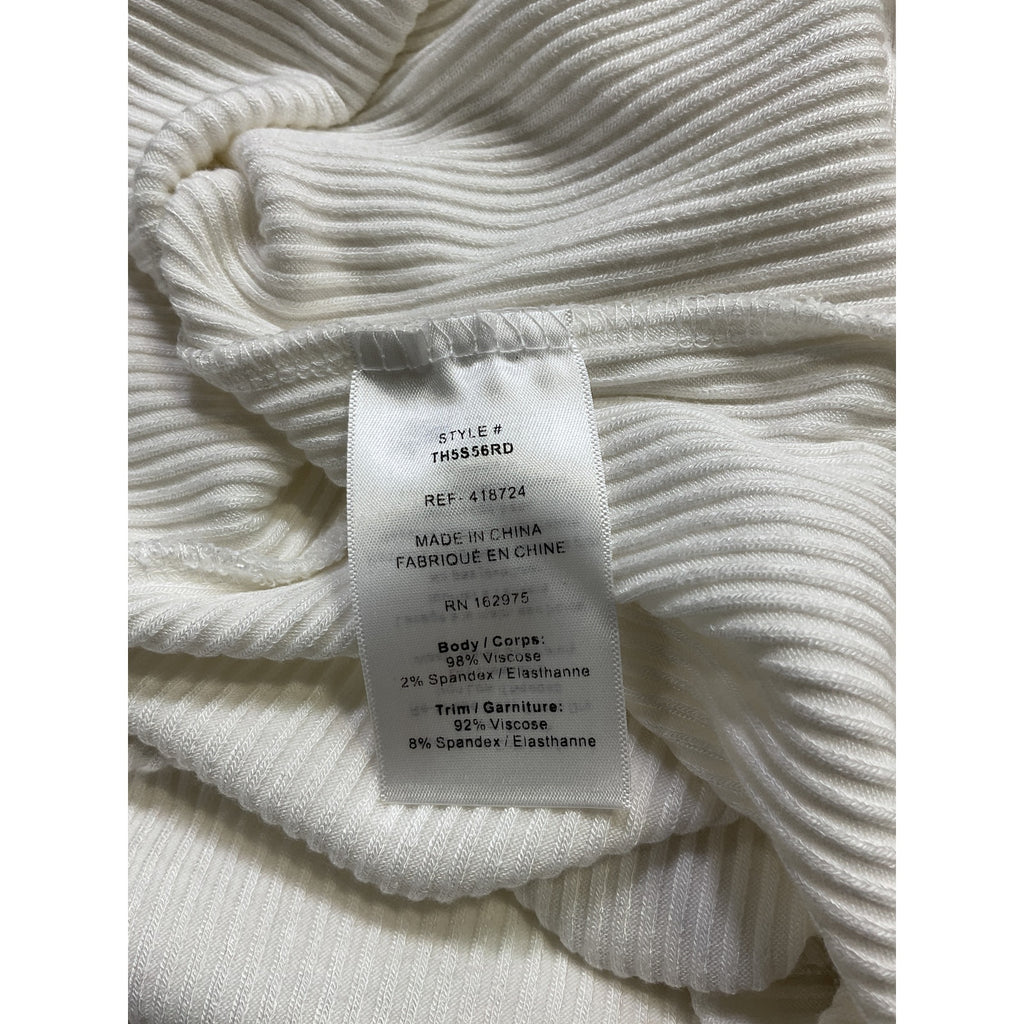 STYLE #
TH5S56RD
REF- 418724
MADE IN CHINA
FABRIQUÉ EN CHINE
RN 162975
Body / Corps:
98% Viscose
2% Spandex / Elasthanne
Trim / Garniture:
92% Viscose
8% Spandex / Elasthanne